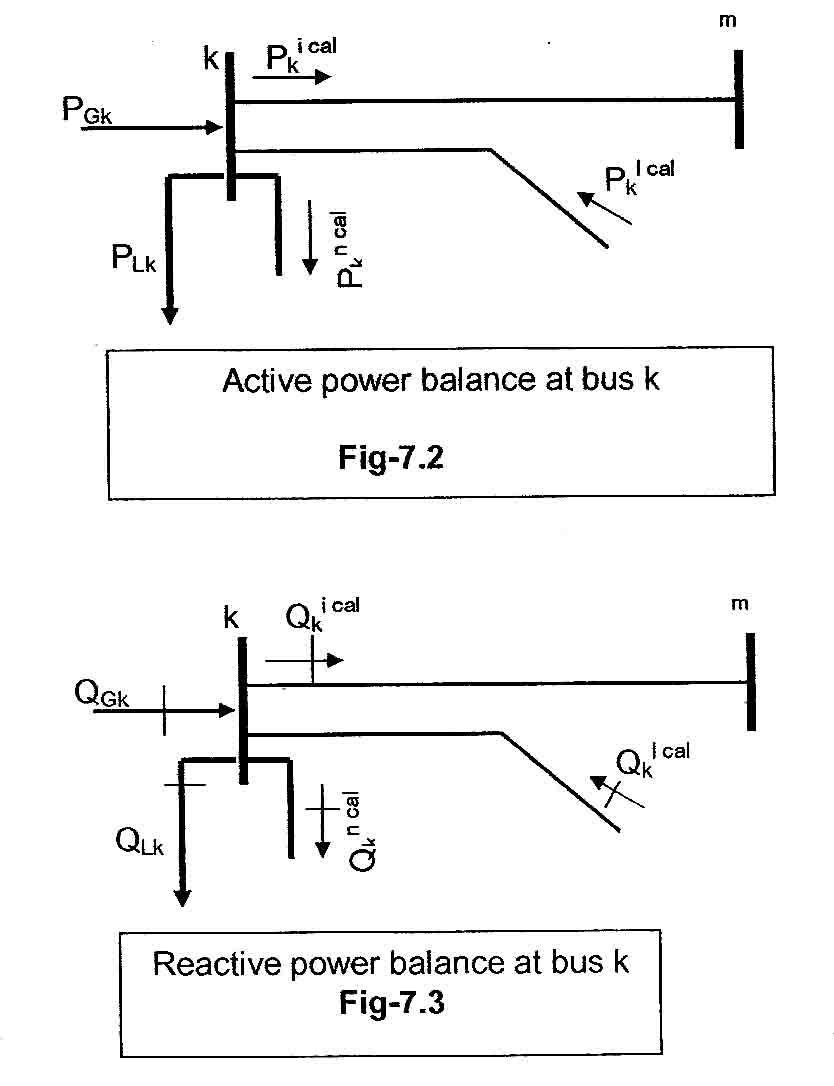 m
k
P_k^i cal
P_Gk
P_k^l cal
P_Lk
P_k^n cal
Active power balance at bus k
Fig-7.2
m
k
Q_k^i cal
Q_Gk
Q_k^l cal
Q_Lk
Q_k^n cal
Reactive power balance at bus k
Fig-7.3